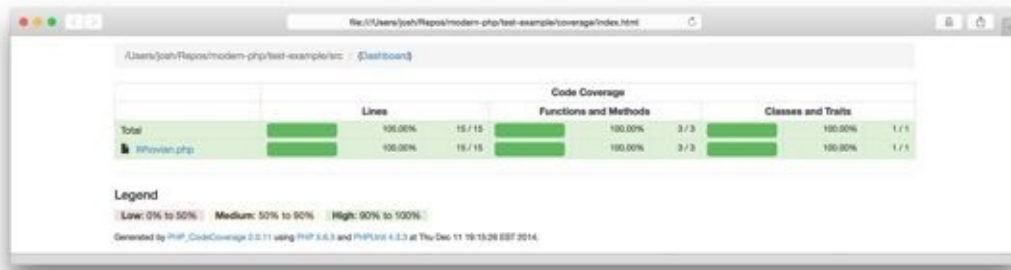 file:///Users/josh/Repos/modern-php/test-example/coverage/index.html
/Users/josh/Repos/modern-php/test-example/src / (Dashboard)
Code Coverage
Lines Functions and Methods Classes and Traits
Total 100.00% 15 / 15 100.00% 3 / 3 100.00% 1 / 1
Whovian.php 100.00% 15 / 15 100.00% 3 / 3 100.00% 1 / 1
Legend
Low: 0% to 50% Medium: 50% to 90% High: 90% to 100%
Generated by PHP_CodeCoverage 2.0.11 using PHP 5.6.3 and PHPUnit 4.3.3 at Thu Dec 11 19:15:26 EST 2014.